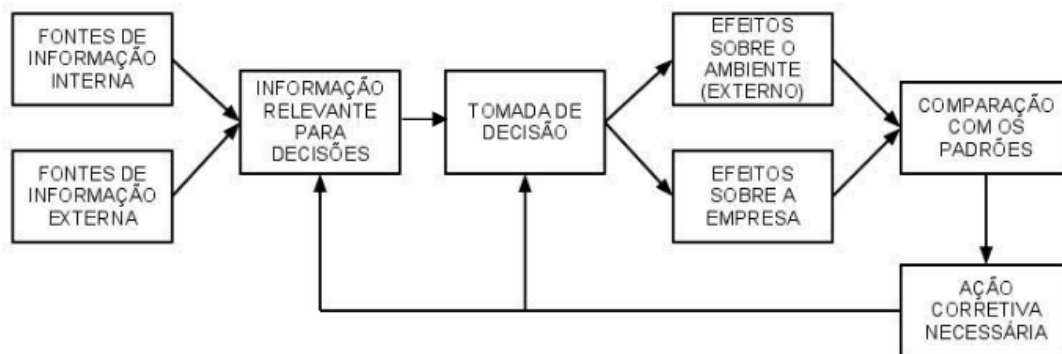 FONTES DE
INFORMAÇÃO
INTERNA
FONTES DE
INFORMAÇÃO
EXTERNA
INFORMAÇÃO
RELEVANTE
PARA
DECISÕES
TOMADA DE
DECISÃO
EFEITOS
SOBRE O
AMBIENTE
(EXTERNO)
EFEITOS
SOBRE A
EMPRESA
COMPARAÇÃO
COM OS
PADRÕES
AÇÃO
CORRETIVA
NECESSÁRIA